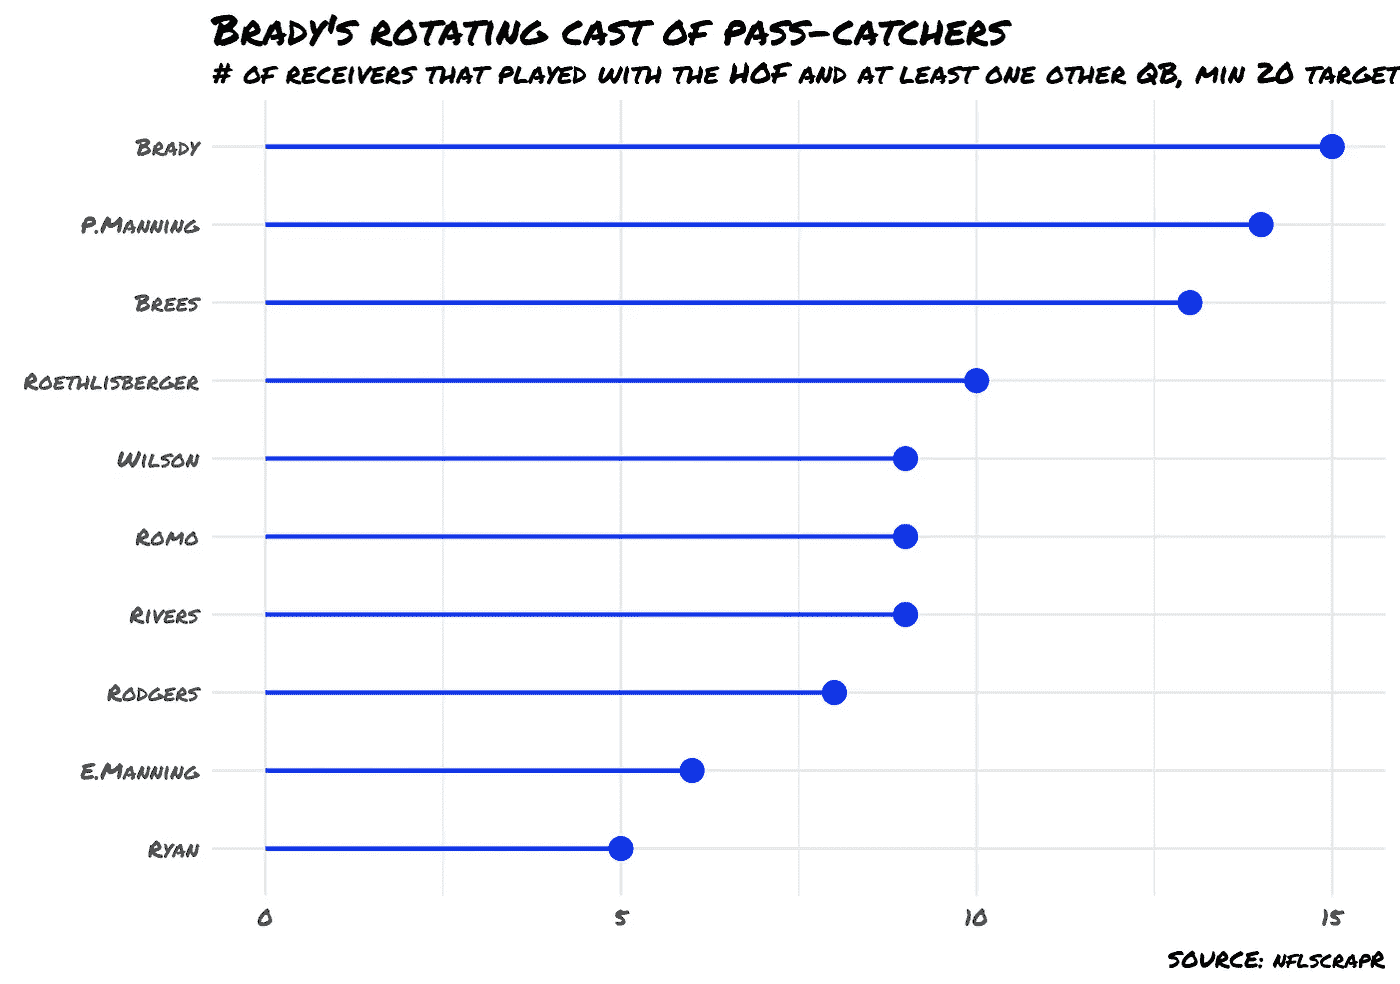 Brady's rotating cast of pass-catchers
# of receivers that played with the HOF and at least one other QB, min 20 target
Brady
P.Manning
Brees
Roethlisberger
Wilson
Romo
Rivers
Rodgers
E.Manning
Ryan
0 5 10 15
SOURCE: nflscrapR